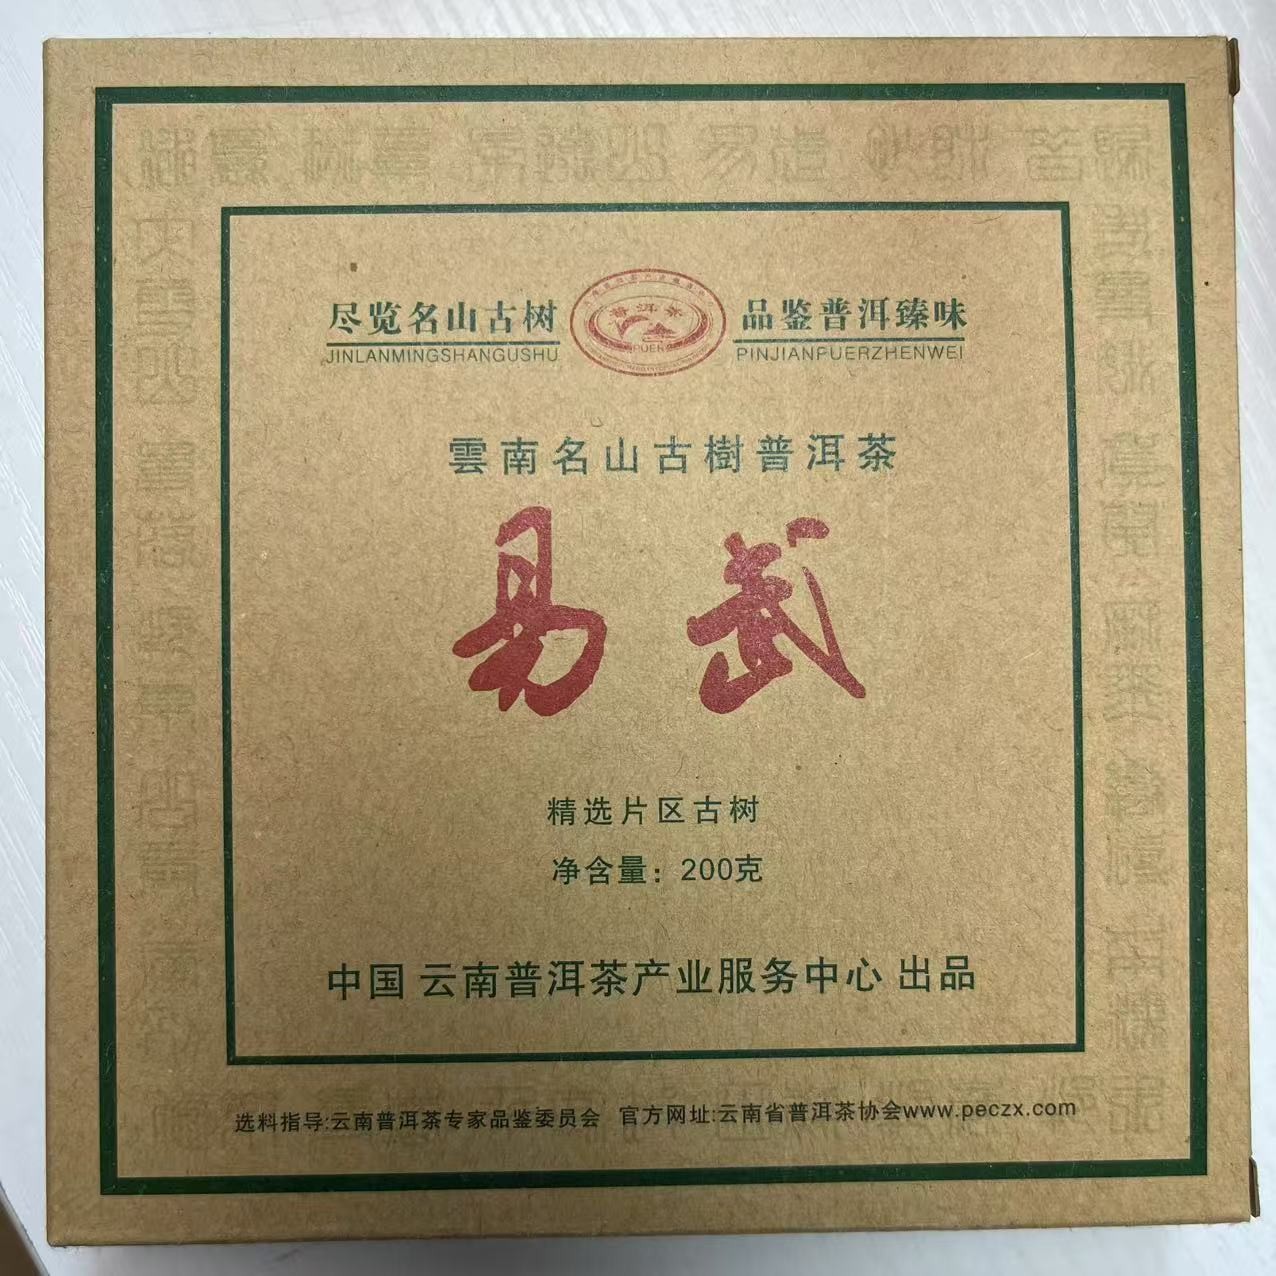 尽览名山古树 品鉴普洱臻味
JINLANMINGSHANGUSHU PINJIANPUERZHENWEI
普洱茶
PUER
雲南名山古樹普洱茶
易武
精选片区古树
净含量：200克
中国 云南普洱茶产业服务中心 出品
选料指导:云南普洱茶专家品鉴委员会 官方网址:云南省普洱茶协会www.peczx.com